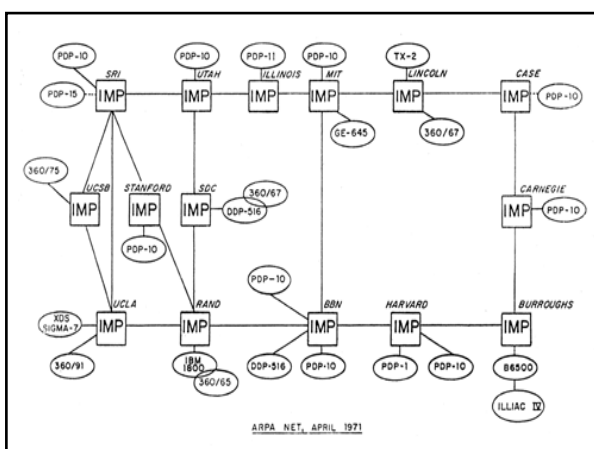 PDP-10
PDP-10
PDP-11
PDP-10
TX-2
SRI
UTAH
ILLINOIS
MIT
LINCOLN
CASE
PDP-15
IMP
IMP
IMP
IMP
IMP
IMP
PDP-10
GE-645
360/67
360/75
UCSB
STANFORD
SDC
360/67
CARNEGIE
IMP
IMP
IMP
DDP-516
IMP
PDP-10
PDP-10
PDP-10
UCLA
RAND
BBN
HARVARD
BURROUGHS
XDS
SIGMA-7
IMP
IMP
IMP
IMP
IMP
360/91
IBM
1800
360/65
DDP-516
PDP-10
PDP-1
PDP-10
B6500
ILLIAC IV
ARPA NET, APRIL 1971